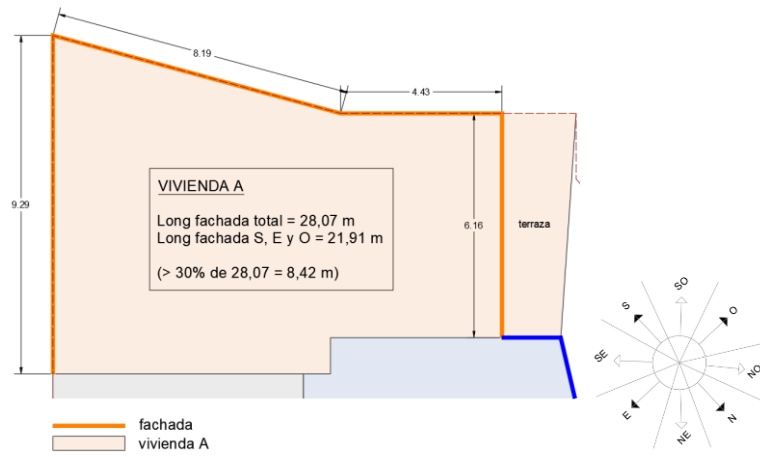 8.19
4.43
9.29
VIVIENDA A
Long fachada total = 28,07 m
Long fachada S, E y O = 21,91 m
(> 30% de 28,07 = 8,42 m)
6.16
terraza
SO
S
O
SE
NO
E
N
NE
fachada
vivienda A